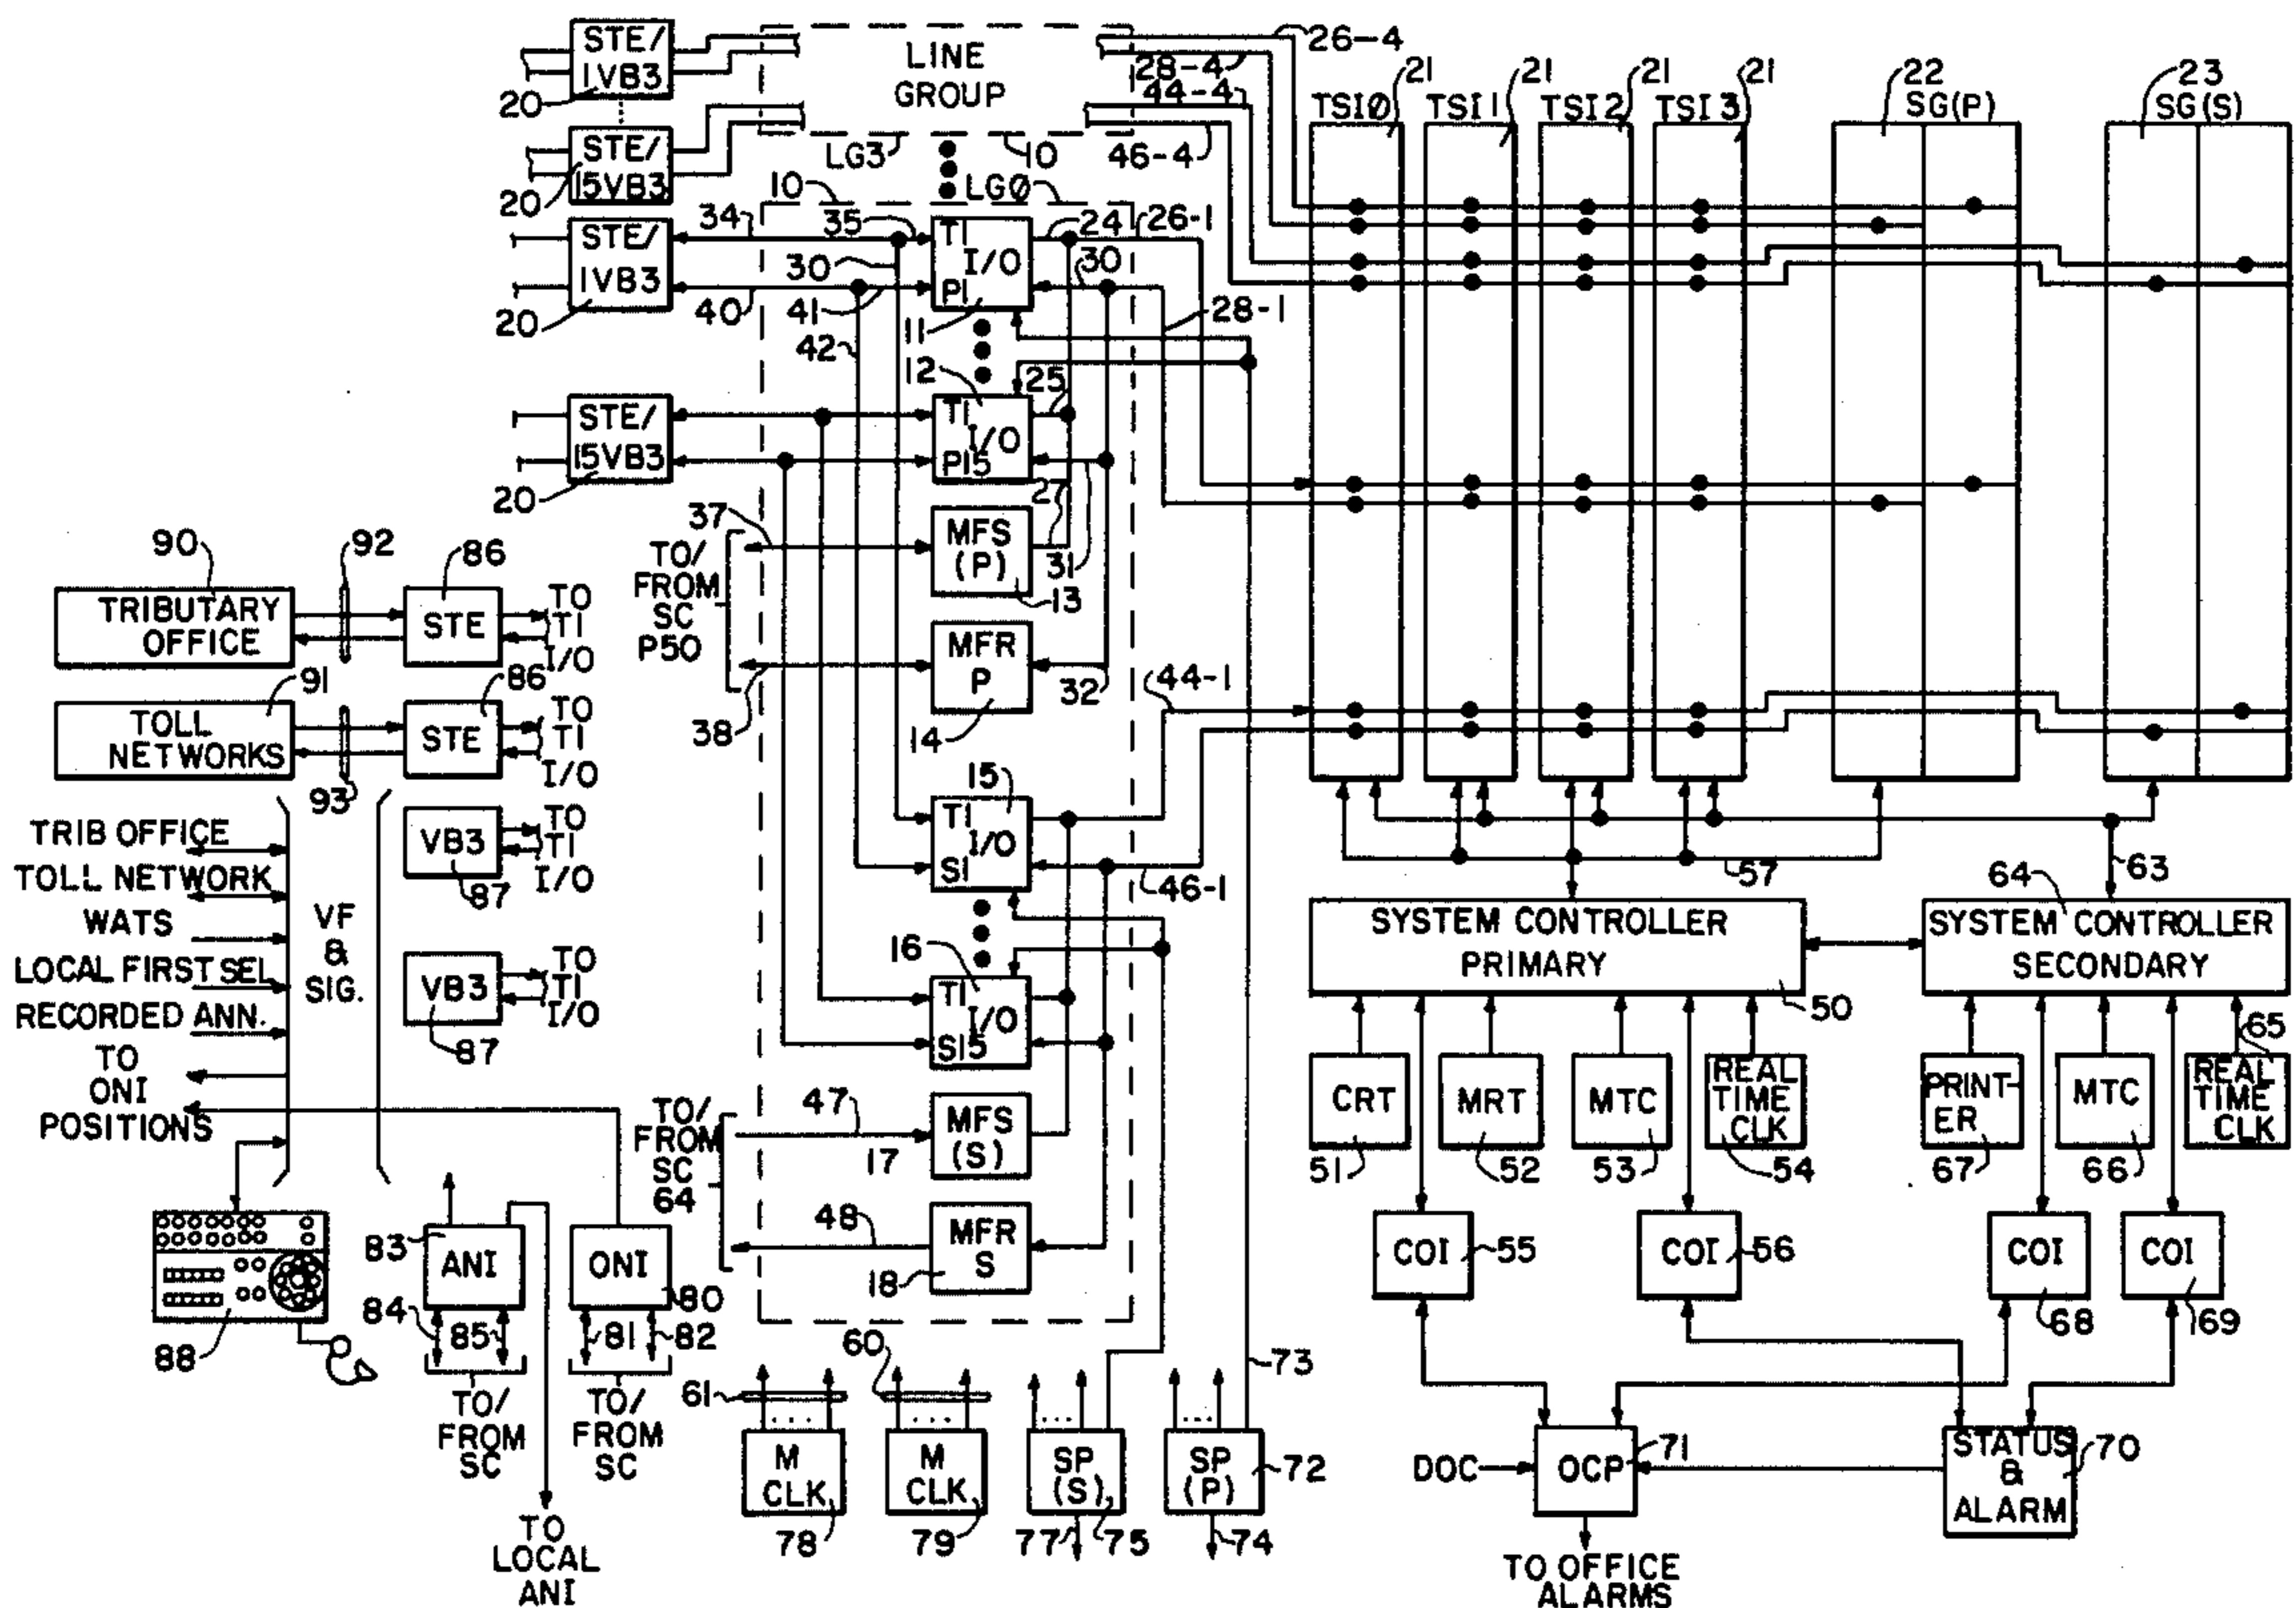 STE/
1VB3
20
STE/
15VB3
20
LINE
GROUP
LG3
10
26-4
28-4
44-4
46-4
21
TSI0
21
TSI1
21
TSI2
21
TSI3
22
SG(P)
23
SG(S)
10
LGØ
STE/
1VB3
20
34
35
30
40
41
42
T1
I/O
P1
11
24
26-1
30
28-1
STE/
15VB3
20
12
T1
I/O
P15
25
27
31
37
TO/
FROM
SC
P50
38
MFS
(P)
13
MFR
P
14
32
44-1
46-1
90
92
86
TRIBUTARY
OFFICE
STE
TO
T1
I/O
91
86
TOLL
NETWORKS
STE
TO
T1
I/O
93
VB3
87
TO
T1
I/O
VB3
87
TO
T1
I/O
TRIB OFFICE
TOLL NETWORK
WATS
LOCAL FIRST SEL
RECORDED ANN.
TO
ONI
POSITIONS
VF
&
SIG.
15
T1
I/O
S1
16
T1
I/O
S15
TO/
FROM
SC
64
47
17
MFS
(S)
48
18
MFR
S
57
63
64
SYSTEM CONTROLLER
PRIMARY
50
SYSTEM CONTROLLER
SECONDARY
65
CRT
51
MRT
52
MTC
53
REAL
TIME
CLK
54
PRINT-
ER
67
MTC
66
REAL
TIME
CLK
COI
55
COI
56
COI
68
COI
69
88
83
ANI
84
85
TO/
FROM
SC
ONI
80
81
82
TO/
FROM
SC
TO
LOCAL
ANI
61
M
CLK
78
60
M
CLK
79
SP
(S)
77
75
SP
(P)
72
73
74
DOC
OCP
71
STATUS
&
ALARM
70
TO OFFICE
ALARMS